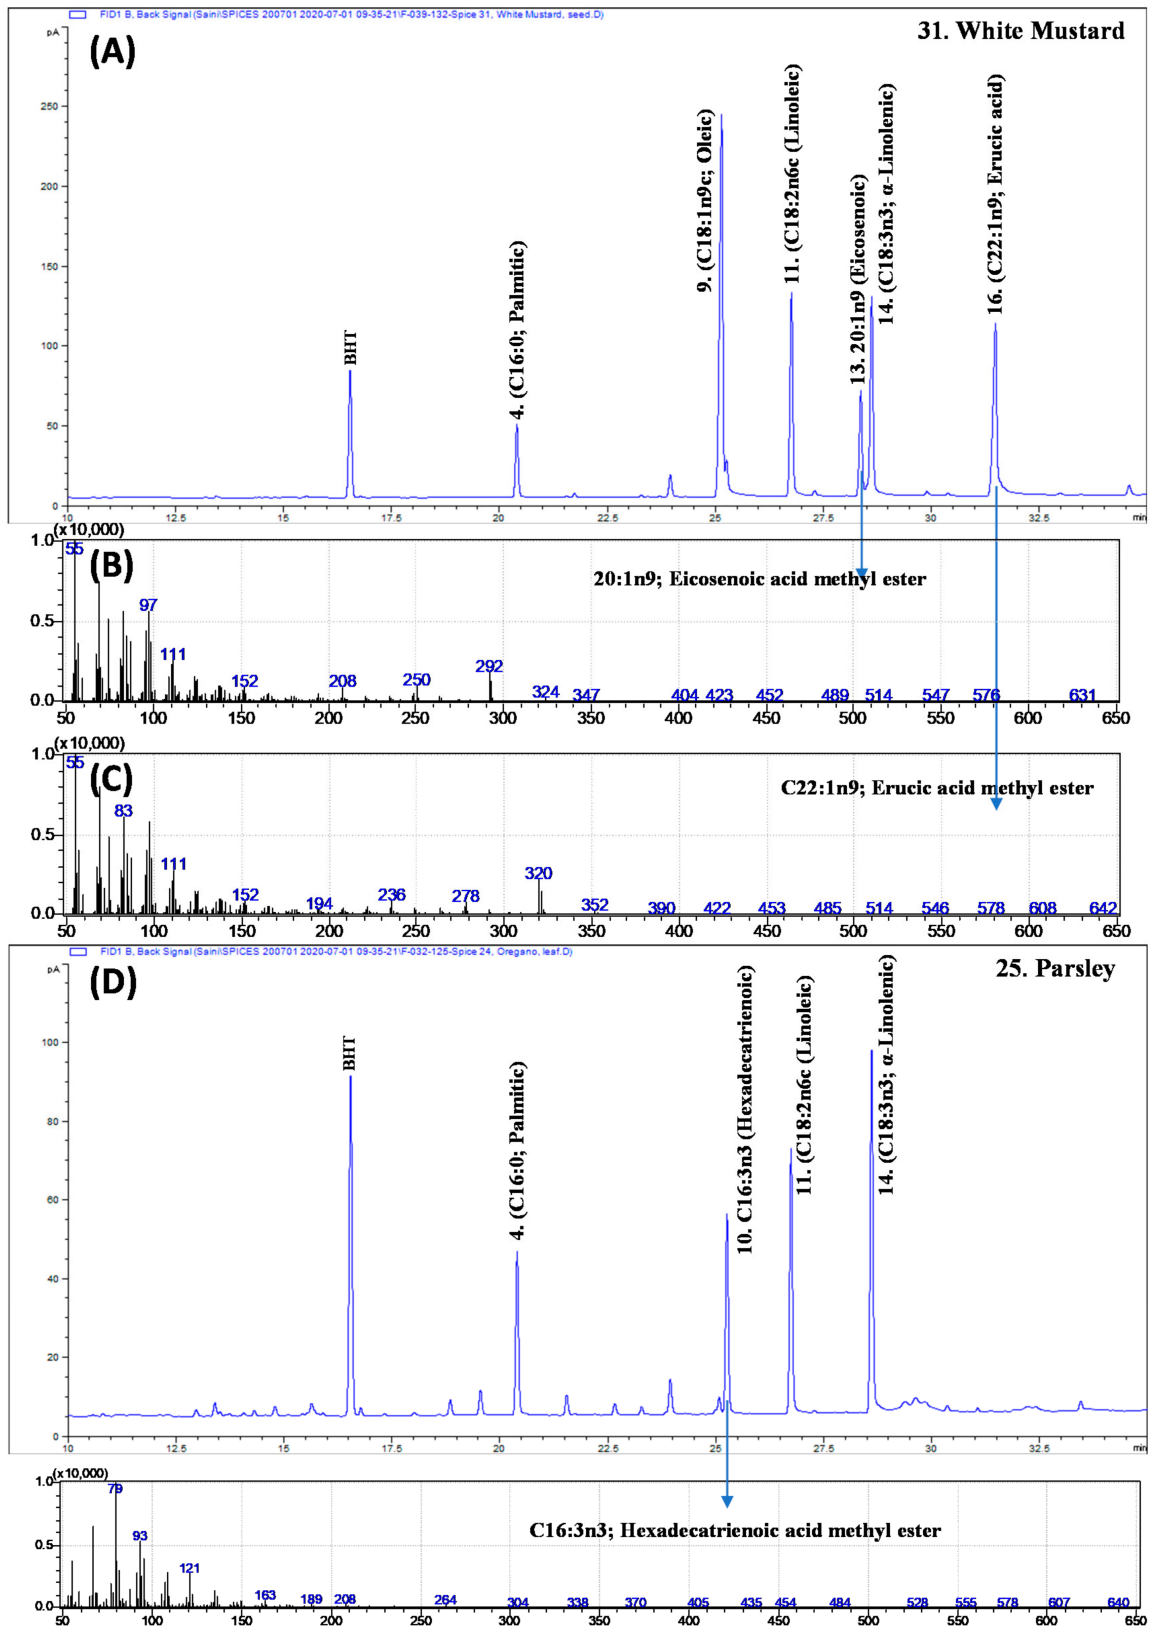 FID1 B, Back Signal (Saini\SPICES 200701 2020-07-01 09-35-21\F-039-132-Spice 31, White Mustard, seed.D)
pA
(A)
31. White Mustard
250
200
150
100
50
0
BHT
4. (C16:0; Palmitic)
9. (C18:1n9c; Oleic)
11. (C18:2n6c (Linoleic)
13. 20:1n9 (Eicosenoic)
14. (C18:3n3; α-Linolenic)
16. (C22:1n9; Erucic acid)
10 12.5 15 17.5 20 22.5 25 27.5 30 32.5 min
(x10,000)
(B)
20:1n9; Eicosenoic acid methyl ester
1.0
0.5
0.0
55 97 111 152 208 250 292 324 347 404 423 452 489 514 547 576 631
50 100 150 200 250 300 350 400 450 500 550 600 650
(x10,000)
(C)
C22:1n9; Erucic acid methyl ester
1.0
0.5
0.0
55 83 111 152 194 236 278 320 352 390 422 453 485 514 546 578 608 642
50 100 150 200 250 300 350 400 450 500 550 600 650
FID1 B, Back Signal (Saini\SPICES 200701 2020-07-01 09-35-21\F-032-125-Spice 24, Oregano, leaf.D)
pA
(D)
25. Parsley
100
80
60
40
20
0
BHT
4. (C16:0; Palmitic)
10. C16:3n3 (Hexadecatrienoic)
11. (C18:2n6c (Linoleic)
14. (C18:3n3; α-Linolenic)
10 12.5 15 17.5 20 22.5 25 27.5 30 32.5 min
(x10,000)
C16:3n3; Hexadecatrienoic acid methyl ester
1.0
0.5
0.0
79 93 121 163 189 208 264 304 338 370 405 435 454 484 528 555 578 607 640
50 100 150 200 250 300 350 400 450 500 550 600 650